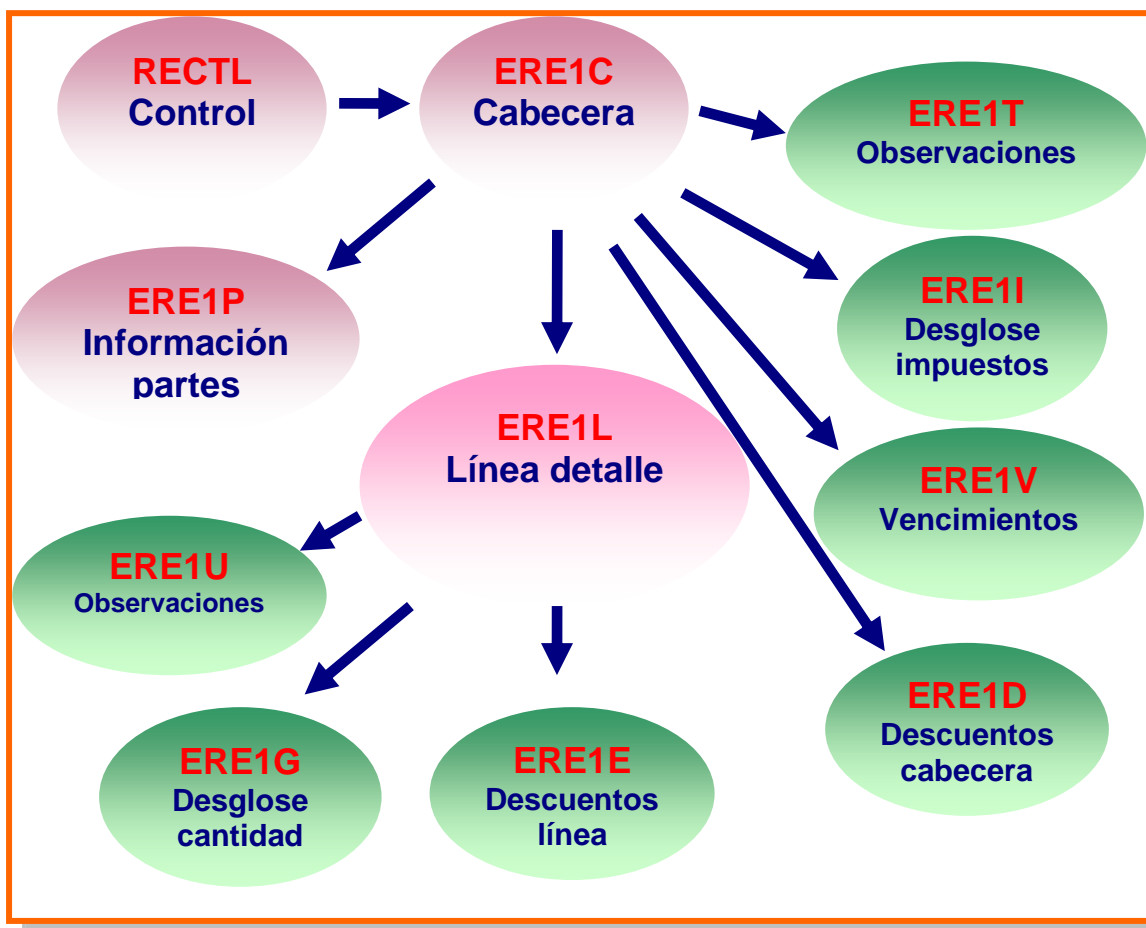 RECTL
Control
ERE1C
Cabecera
ERE1T
Observaciones
ERE1P
Información
partes
ERE1I
Desglose
impuestos
ERE1L
Línea detalle
ERE1V
Vencimientos
ERE1U
Observaciones
ERE1D
Descuentos
cabecera
ERE1G
Desglose
cantidad
ERE1E
Descuentos
línea